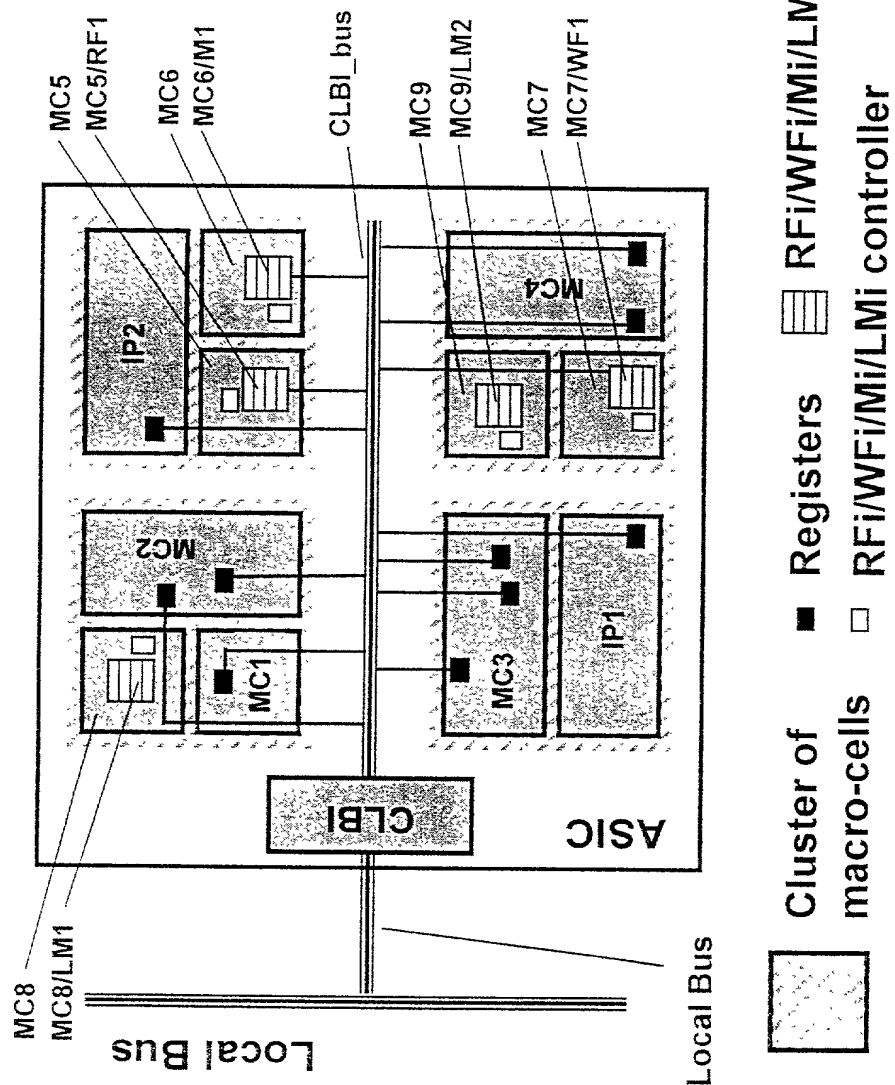 MC5
MC5/RF1
MC6
MC6/M1
CLBI_bus
MC9
MC9/LM2
MC7
MC7/WF1
MC8
MC8/LM1
IP2
MC2
MC1
MC4
MC3
IP1
CLBI
ASIC
Local Bus
Local Bus
Cluster of
macro-cells
Registers
RFi/WFi/Mi/LMi controller
RFi/WFi/Mi/LM